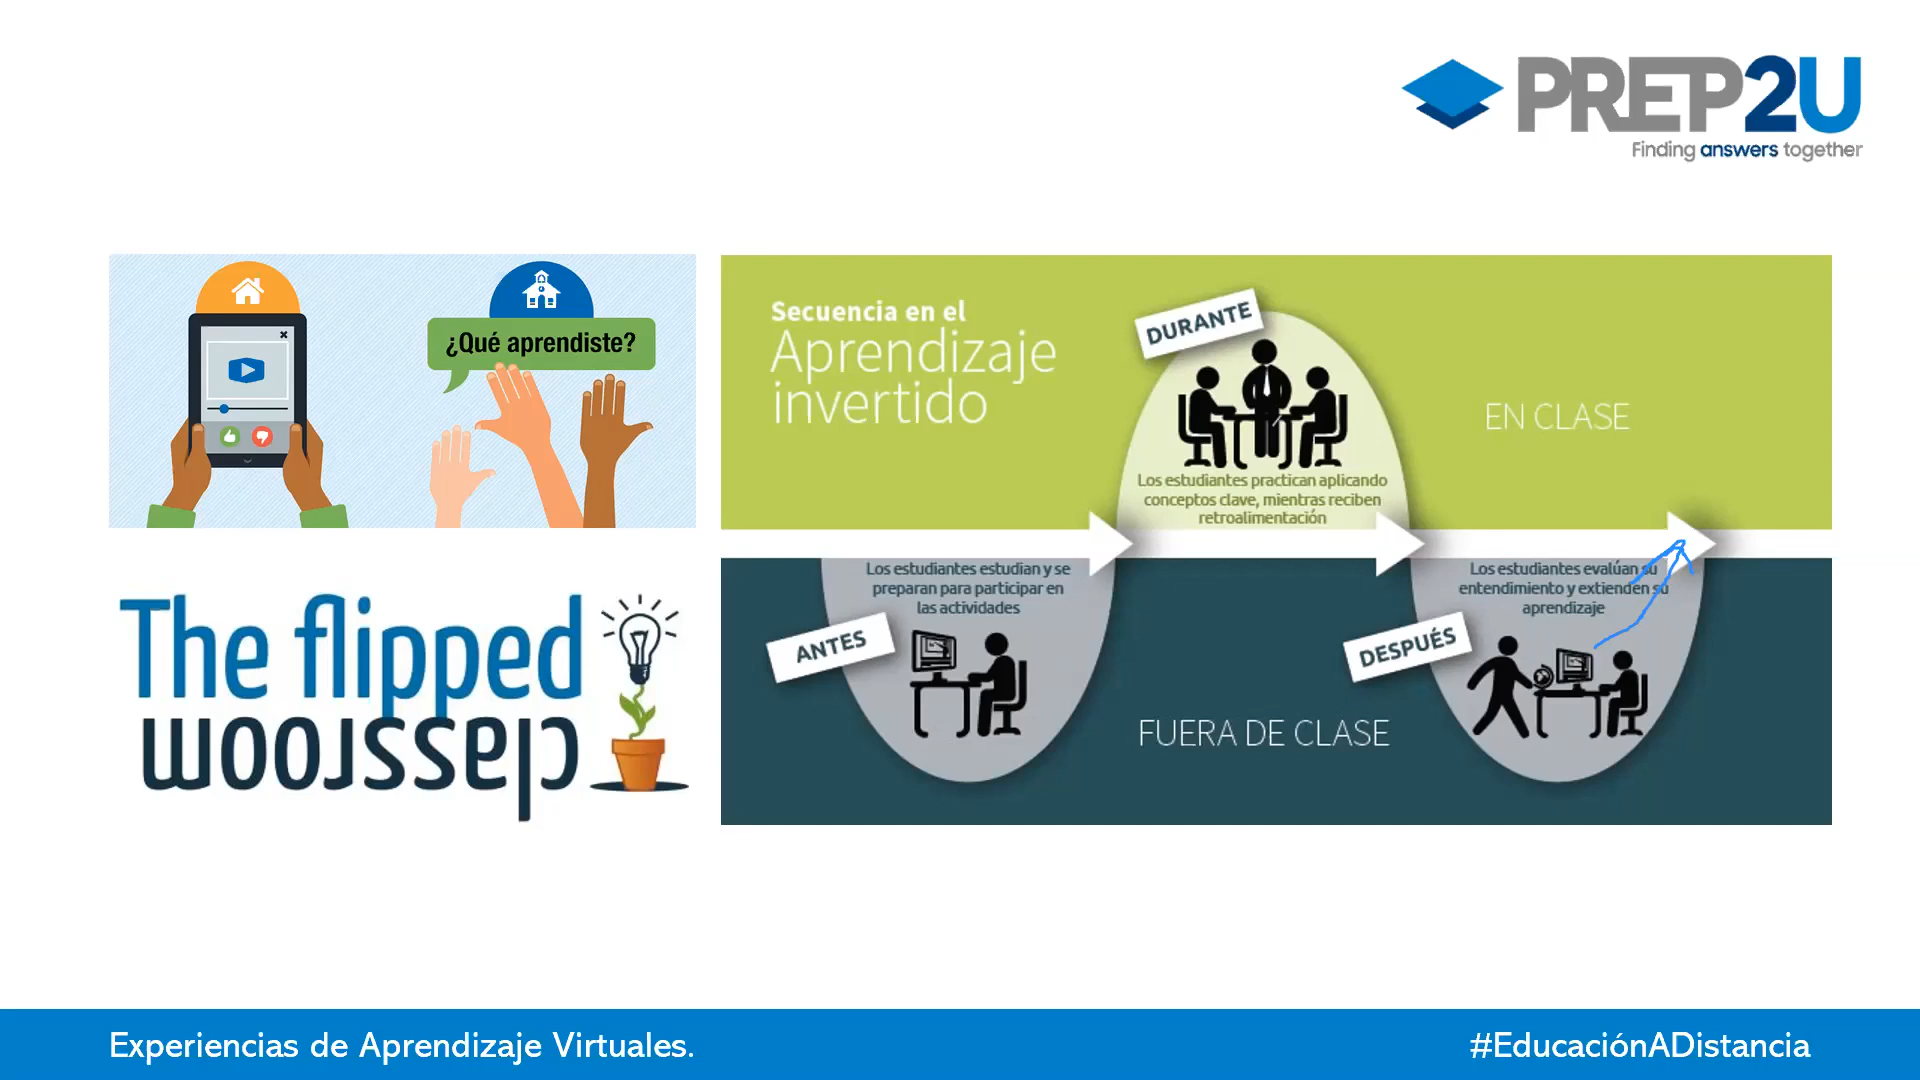 PREP2U
Finding answers together
¿Qué aprendiste?
The flipped
classroom
Secuencia en el
Aprendizaje
invertido
DURANTE
Los estudiantes practican aplicando
conceptos clave, mientras reciben
retroalimentación
EN CLASE
Los estudiantes estudian y se
preparan para participar en
las actividades
ANTES
FUERA DE CLASE
Los estudiantes evalúan su
entendimiento y extienden su
aprendizaje
DESPUÉS
Experiencias de Aprendizaje Virtuales.
#EducaciónADistancia